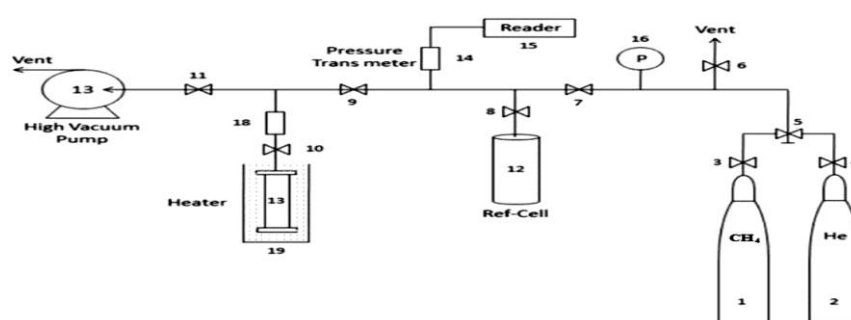 Reader
15
16
Vent
Pressure
Trans meter
14
P
6
Vent
13
11
9
8
7
5
High Vacuum
Pump
18
10
3
Heater
13
12
Ref-Cell
19
CH₄
He
1
2